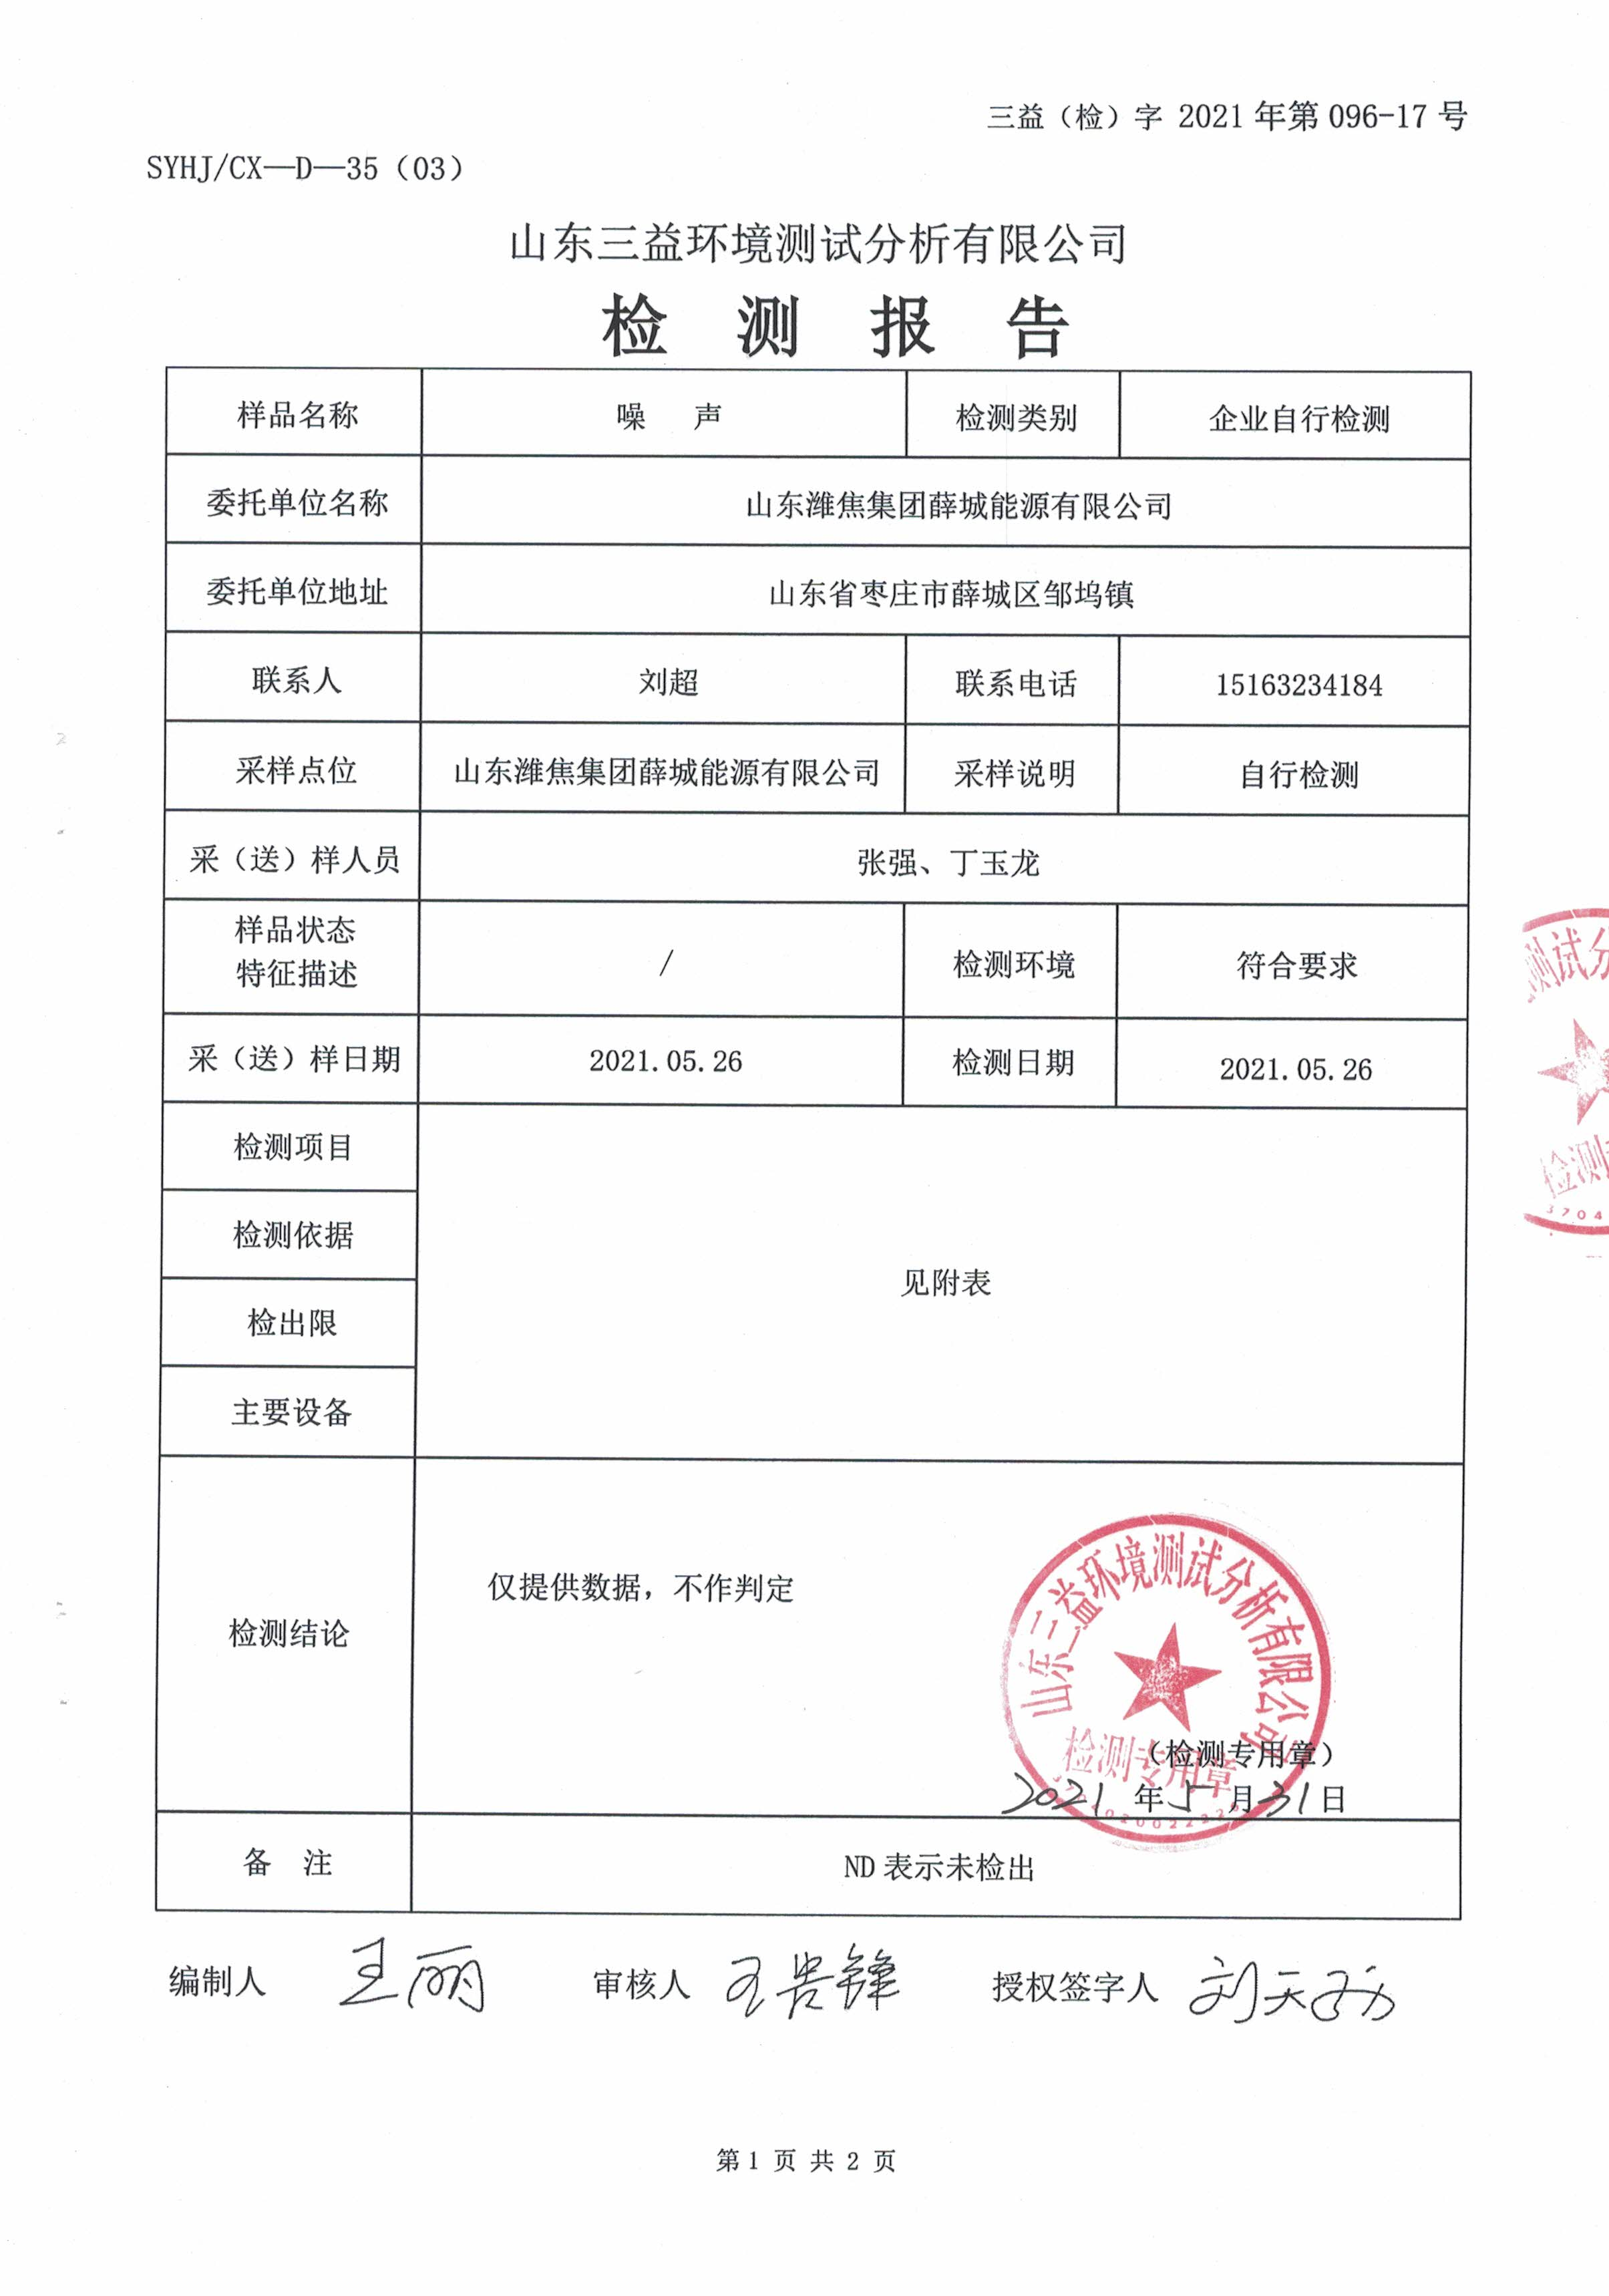 三益（检）字 2021 年第 096-17 号
SYHJ/CX—D—35（03）
山东三益环境测试分析有限公司
检 测 报 告
样品名称 噪 声 检测类别 企业自行检测
委托单位名称 山东潍焦集团薛城能源有限公司
委托单位地址 山东省枣庄市薛城区邹坞镇
联系人 刘超 联系电话 15163234184
采样点位 山东潍焦集团薛城能源有限公司 采样说明 自行检测
采（送）样人员 张强、丁玉龙
样品状态
特征描述 / 检测环境 符合要求
采（送）样日期 2021.05.26 检测日期 2021.05.26
检测项目
检测依据
检出限
主要设备
见附表
检测结论
仅提供数据，不作判定
山东三益环境测试分析有限公司
检测专用章
（检测专用章）
2021 年 5 月 31 日
备 注 ND 表示未检出
编制人 王丽 审核人 授权签字人
第 1 页 共 2 页
测试分
检测
3704